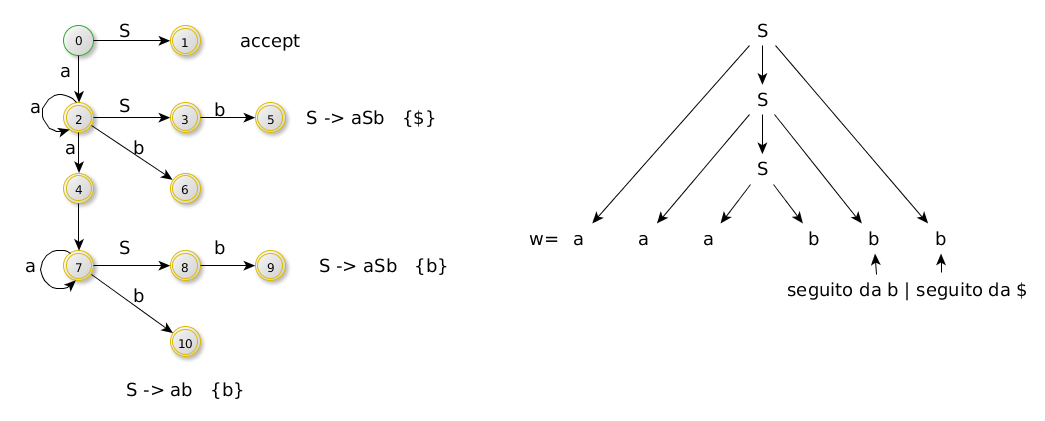 0 S 1 accept
a
a 2 S 3 b 5 S -> aSb {$}
a b
4 6
a 7 S 8 b 9 S -> aSb {b}
b
10
S -> ab {b}
S
S
S
w= a a a b b b
seguito da b | seguito da $